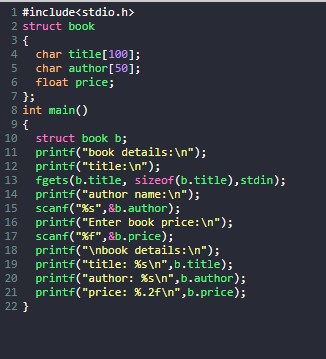 1 #include<stdio.h>
2 struct book
3 {
4 char title[100];
5 char author[50];
6 float price;
7 };
8 int main()
9 {
10 struct book b;
11 printf("book details:\n");
12 printf("title:\n");
13 fgets(b.title, sizeof(b.title),stdin);
14 printf("author name:\n");
15 scanf("%s",&b.author);
16 printf("Enter book price:\n");
17 scanf("%f",&b.price);
18 printf("\nbook details:\n");
19 printf("title: %s\n",b.title);
20 printf("author: %s\n",b.author);
21 printf("price: %.2f\n",b.price);
22 }